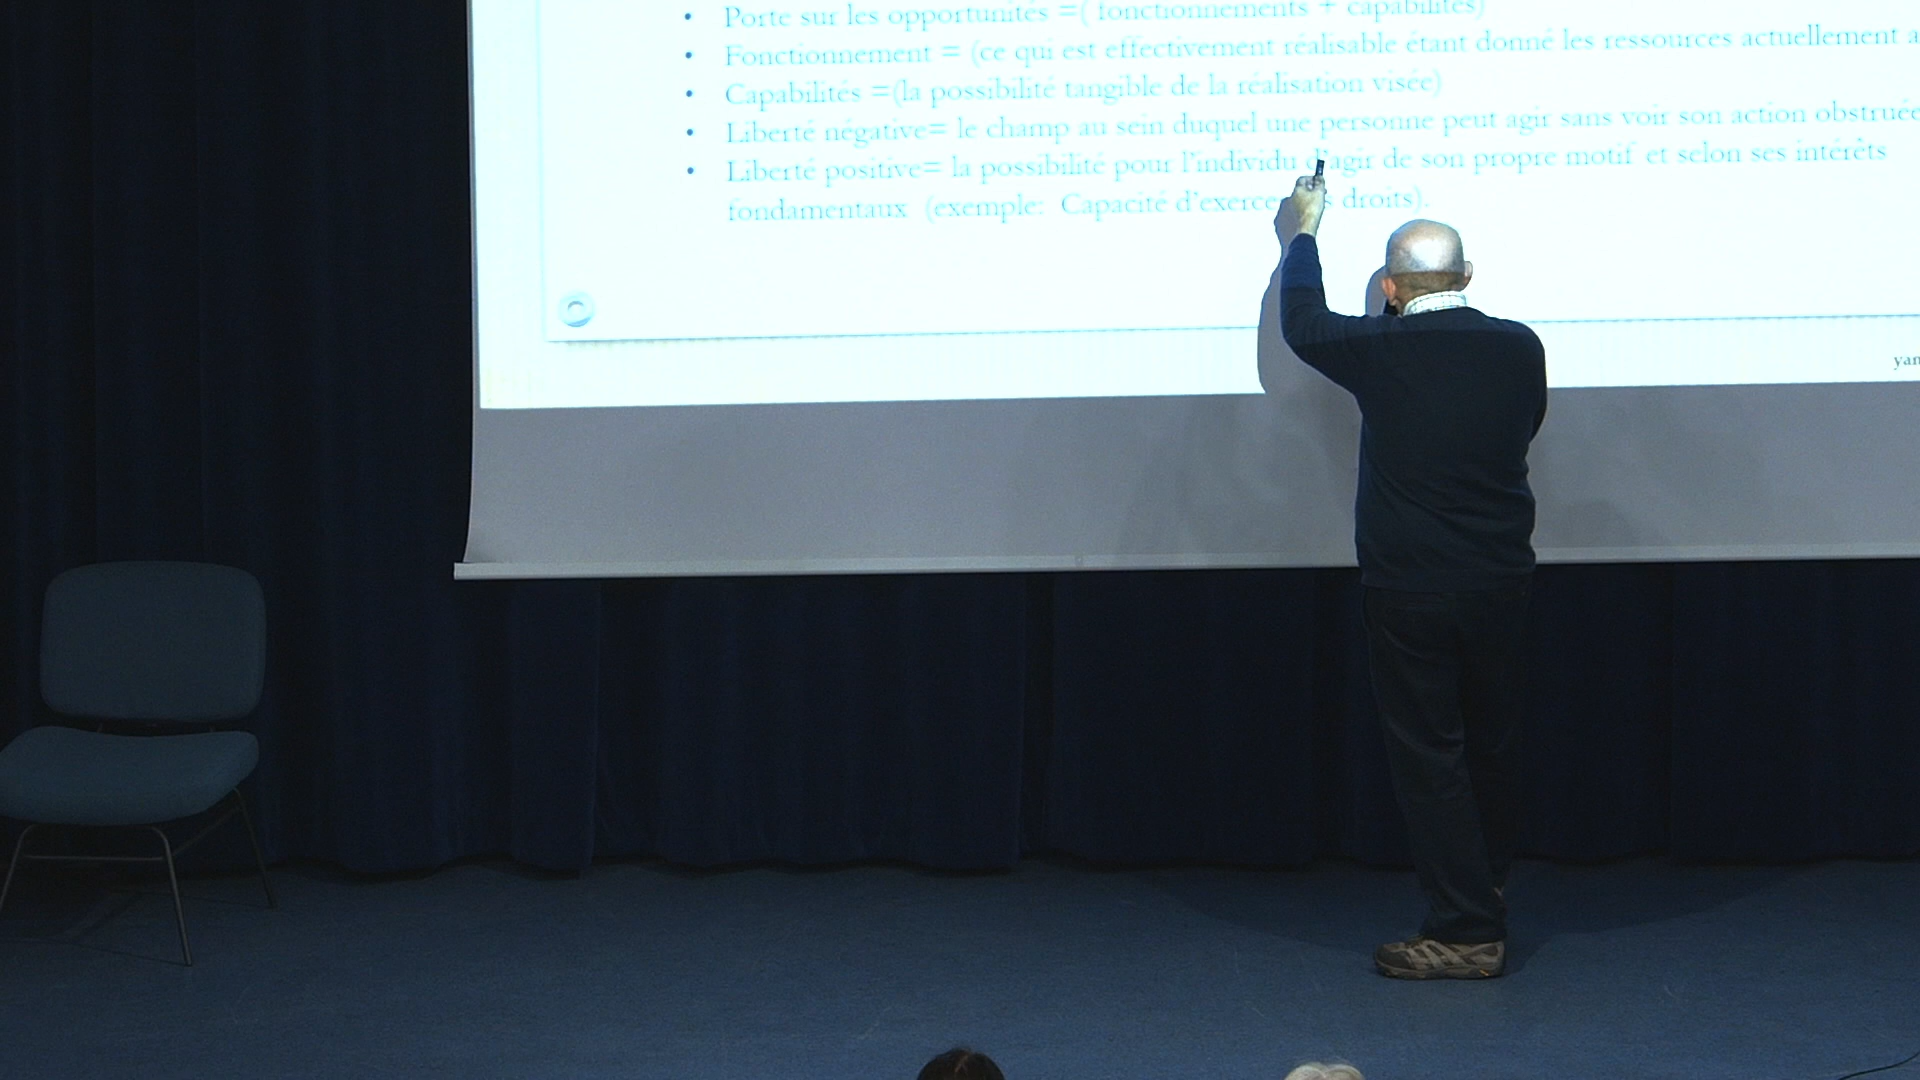 Porte sur les opportunités =( fonctionnements + capabilités)
Fonctionnement = (ce qui est effectivement réalisable étant donné les ressources actuellement
Capabilités =(la possibilité tangible de la réalisation visée)
Liberté négative= le champ au sein duquel une personne peut agir sans voir son action obstruée
Liberté positive= la possibilité pour l'individu d'agir de son propre motif et selon ses intérêts
fondamentaux (exemple: Capacité d'exercer droits).